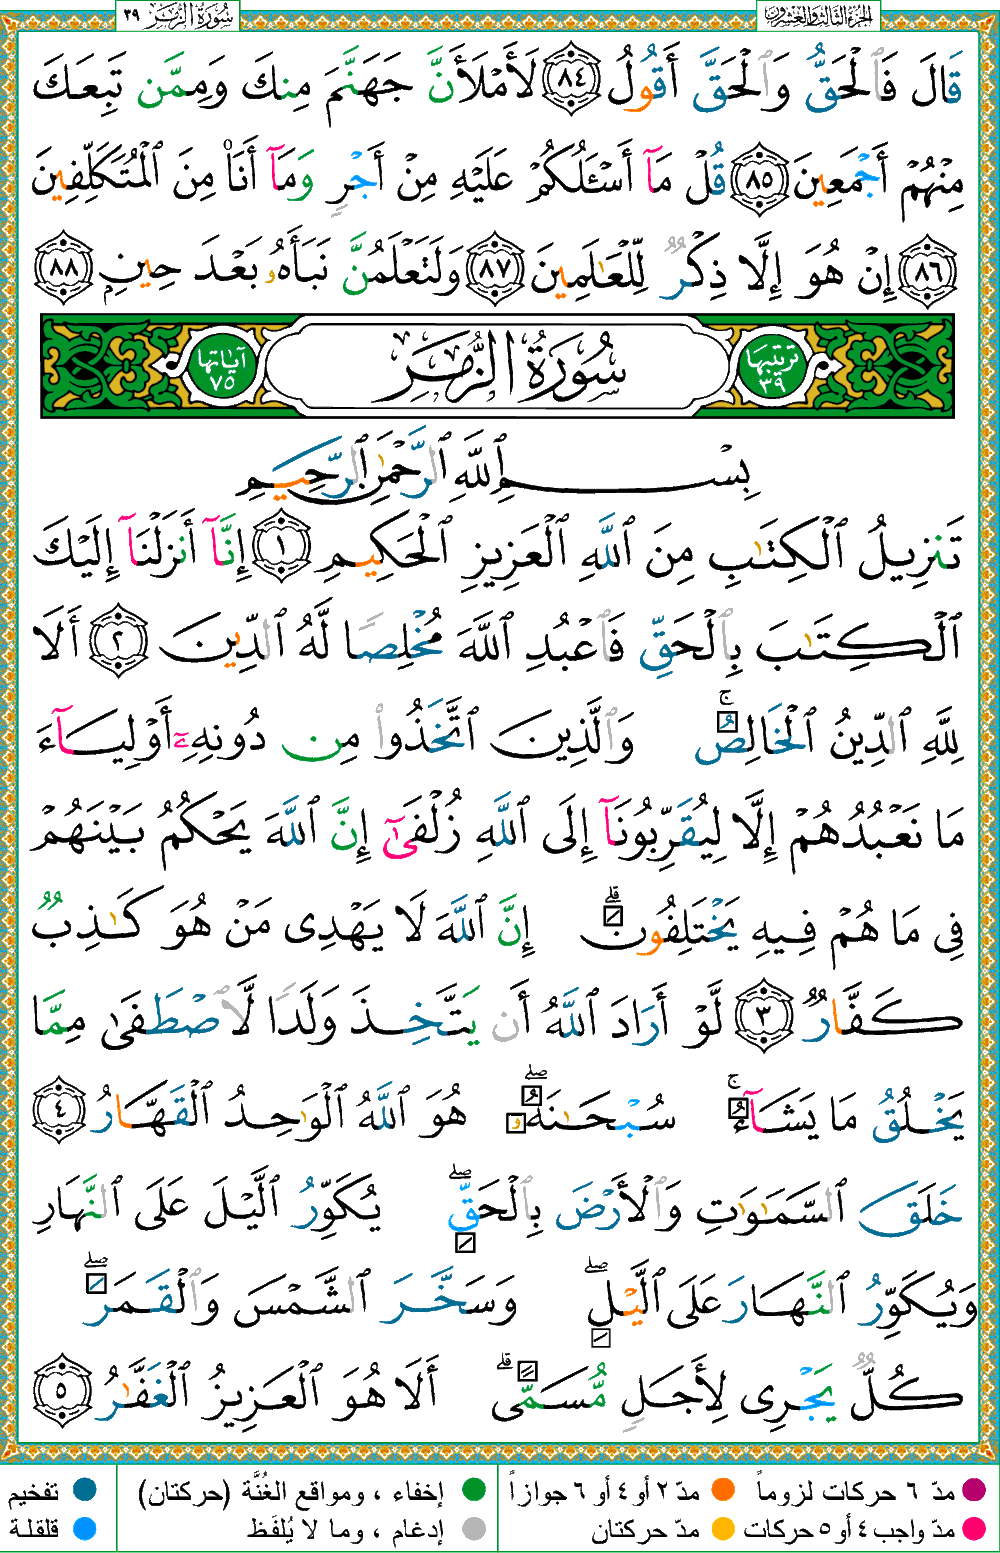 الجزء الثالث والعشرون
سُورَةُ الزُّمَر ٣٩
قَالَ فَٱلْحَقُّ وَٱلْحَقَّ أَقُولُ ٨٤ لَأَمْلَأَنَّ جَهَنَّمَ مِنكَ وَمِمَّن تَبِعَكَ
مِنْهُمْ أَجْمَعِينَ ٨٥ قُلْ مَآ أَسْـَٔلُكُمْ عَلَيْهِ مِنْ أَجْرٍ وَمَآ أَنَا۠ مِنَ ٱلْمُتَكَلِّفِينَ
٨٦ إِنْ هُوَ إِلَّا ذِكْرٌ لِّلْعَـٰلَمِينَ ٨٧ وَلَتَعْلَمُنَّ نَبَأَهُۥ بَعْدَ حِينٍۭ ٨٨
ترتيبها ٣٩ سُورَةُ الزُّمَر آياتها ٧٥
بِسْمِ ٱللَّهِ ٱلرَّحْمَـٰنِ ٱلرَّحِيمِ
تَنزِيلُ ٱلْكِتَـٰبِ مِنَ ٱللَّهِ ٱلْعَزِيزِ ٱلْحَكِيمِ ١ إِنَّآ أَنزَلْنَآ إِلَيْكَ
ٱلْكِتَـٰبَ بِٱلْحَقِّ فَٱعْبُدِ ٱللَّهَ مُخْلِصًا لَّهُ ٱلدِّينَ ٢ أَلَا
لِلَّهِ ٱلدِّينُ ٱلْخَالِصُ ۚ وَٱلَّذِينَ ٱتَّخَذُوا۟ مِن دُونِهِۦٓ أَوْلِيَآءَ
مَا نَعْبُدُهُمْ إِلَّا لِيُقَرِّبُونَآ إِلَى ٱللَّهِ زُلْفَىٰٓ إِنَّ ٱللَّهَ يَحْكُمُ بَيْنَهُمْ
فِى مَا هُمْ فِيهِ يَخْتَلِفُونَ ۗ إِنَّ ٱللَّهَ لَا يَهْدِى مَنْ هُوَ كَـٰذِبٌ
كَفَّارٌ ٣ لَّوْ أَرَادَ ٱللَّهُ أَن يَتَّخِذَ وَلَدًا لَّٱصْطَفَىٰ مِمَّا
يَخْلُقُ مَا يَشَآءُ ۚ سُبْحَـٰنَهُۥ ۖ هُوَ ٱللَّهُ ٱلْوَٰحِدُ ٱلْقَهَّارُ ٤
خَلَقَ ٱلسَّمَـٰوَٰتِ وَٱلْأَرْضَ بِٱلْحَقِّ ۖ يُكَوِّرُ ٱلَّيْلَ عَلَى ٱلنَّهَارِ
وَيُكَوِّرُ ٱلنَّهَارَ عَلَى ٱلَّيْلِ ۖ وَسَخَّرَ ٱلشَّمْسَ وَٱلْقَمَرَ ۖ
كُلٌّ يَجْرِى لِأَجَلٍ مُّسَمًّى ۗ أَلَا هُوَ ٱلْعَزِيزُ ٱلْغَفَّـٰرُ ٥
مدّ ٦ حركات لزوماً مدّ ٢ أو ٤ أو ٦ جوازاً إخفاء ، ومواقع الغُنَّة (حركتان) تفخيم
مدّ واجب ٤ أو ٥ حركات مدّ حركتان إدغام ، وما لا يُلفَظ قلقلة